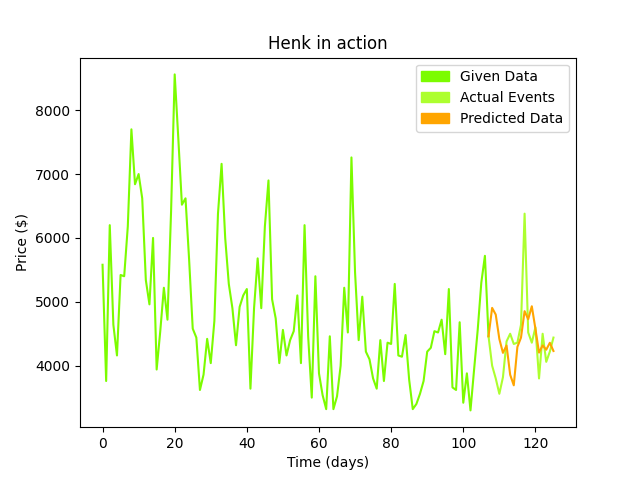 Henk in action
Given Data
Actual Events
Predicted Data
Price ($)
8000
7000
6000
5000
4000
0 20 40 60 80 100 120
Time (days)